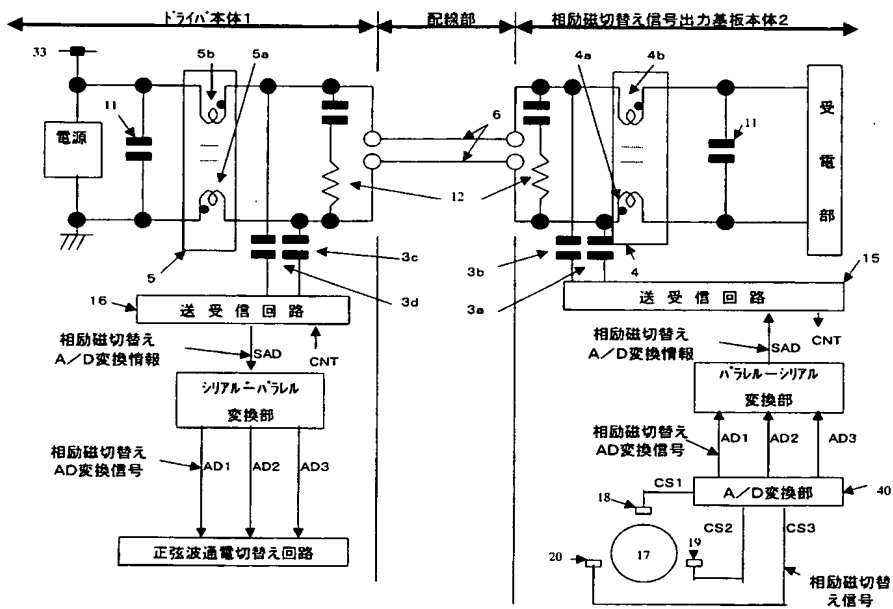 ドライバ本体1
配線部
相励磁切替え信号出力基板本体2
33
5b
5a
4a
4b
11
6
11
電源
受電部
12
5
3c
3d
3b
3a
4
15
16
送受信回路
送受信回路
相励磁切替え
A/D変換情報
SAD
CNT
相励磁切替え
A/D変換情報
SAD
CNT
シリアルーパラレル
変換部
パラレルーシリアル
変換部
相励磁切替え
AD変換信号
AD1
AD2
AD3
相励磁切替え
AD変換信号
AD1
AD2
AD3
A/D変換部
40
CS1
CS2
CS3
18
17
19
20
正弦波通電切替え回路
相励磁切替
え信号